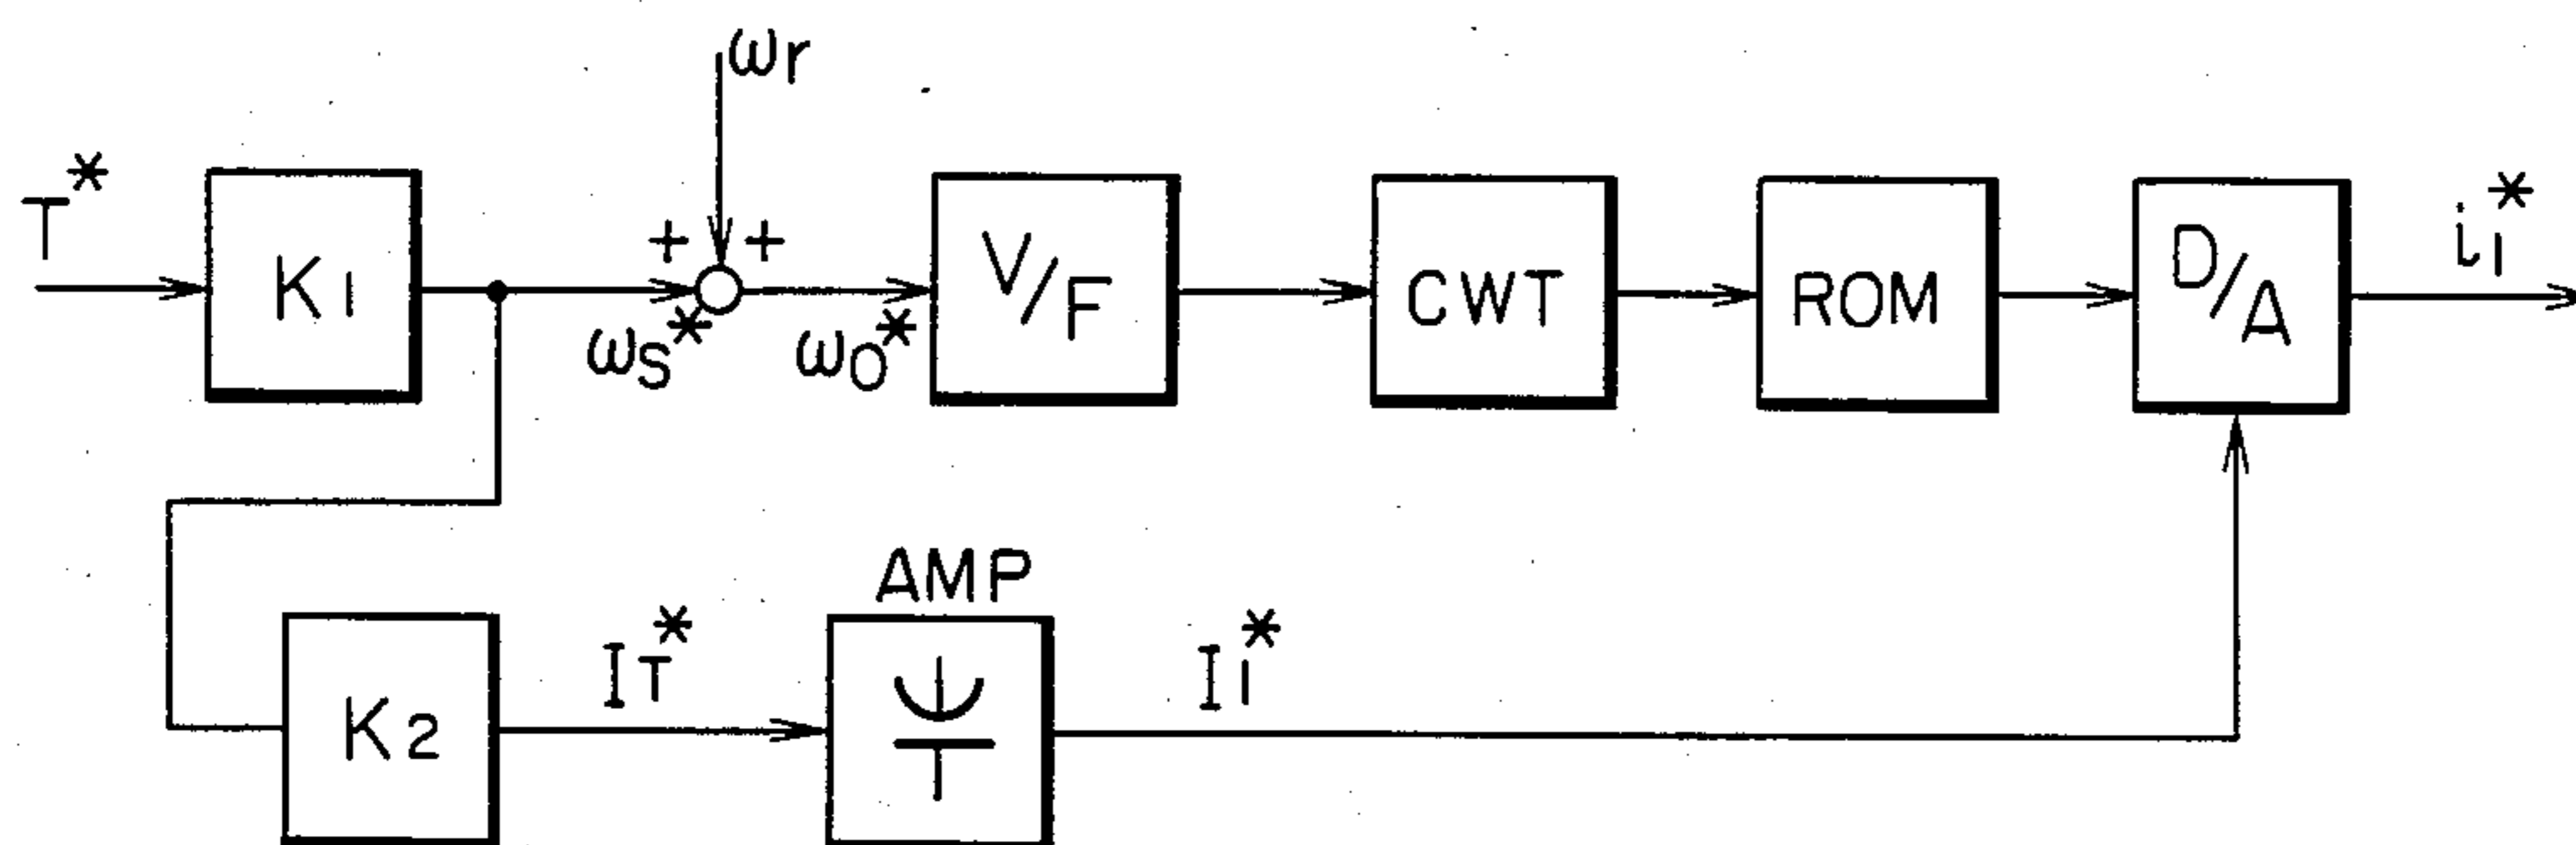 ωr
T*
K1
+
+
ωS*
ωO*
V/F
CWT
ROM
D/A
i1*
K2
IT*
AMP
I1*